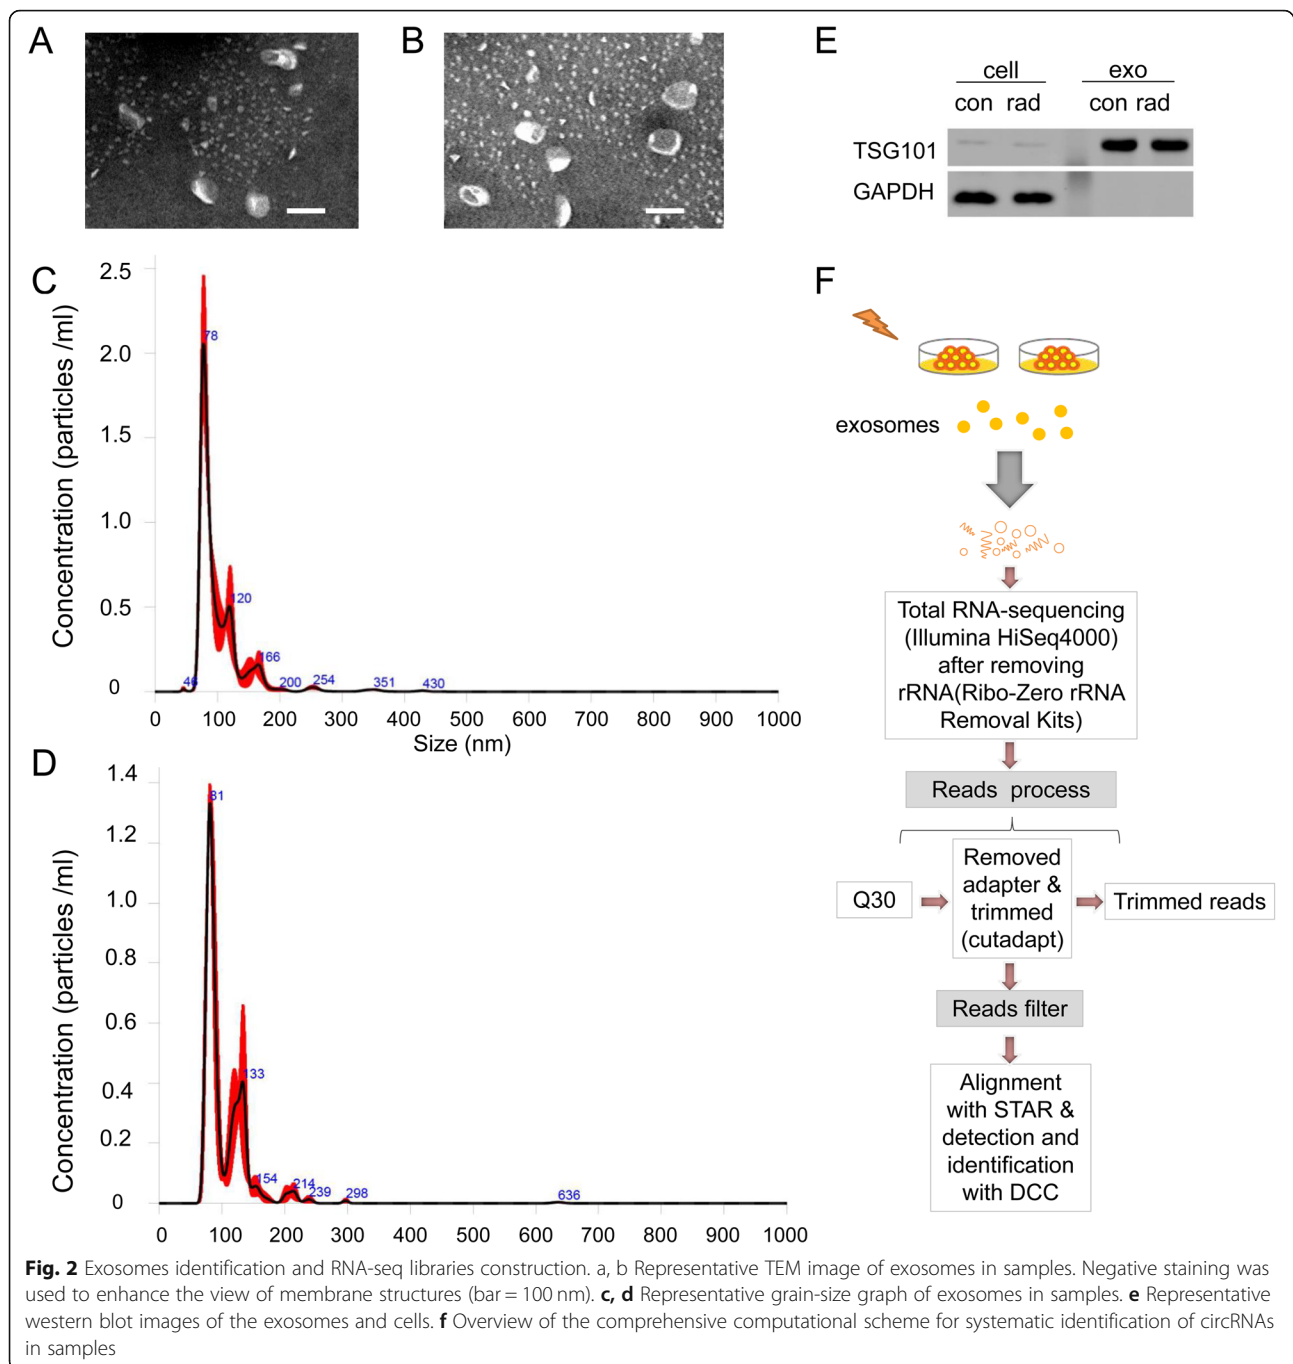 A
B
E
cell
exo
con rad
con rad
TSG101
GAPDH
C
Concentration (particles /ml)
2.5
2.0
1.5
1.0
0.5
0
78
120
166
46
200
254
351
430
0 100 200 300 400 500 600 700 800 900 1000
Size (nm)
D
Concentration (particles /ml)
1.4
1.2
1.0
0.8
0.6
0.4
0.2
0
81
133
154
214
239
298
636
0 100 200 300 400 500 600 700 800 900 1000
F
exosomes
Total RNA-sequencing
(Illumina HiSeq4000)
after removing
rRNA(Ribo-Zero rRNA
Removal Kits)
Reads process
Q30
Removed
adapter &
trimmed
(cutadapt)
Trimmed reads
Reads filter
Alignment
with STAR &
detection and
identification
with DCC
Fig. 2 Exosomes identification and RNA-seq libraries construction. a, b Representative TEM image of exosomes in samples. Negative staining was
used to enhance the view of membrane structures (bar = 100 nm). c, d Representative grain-size graph of exosomes in samples. e Representative
western blot images of the exosomes and cells. f Overview of the comprehensive computational scheme for systematic identification of circRNAs
in samples